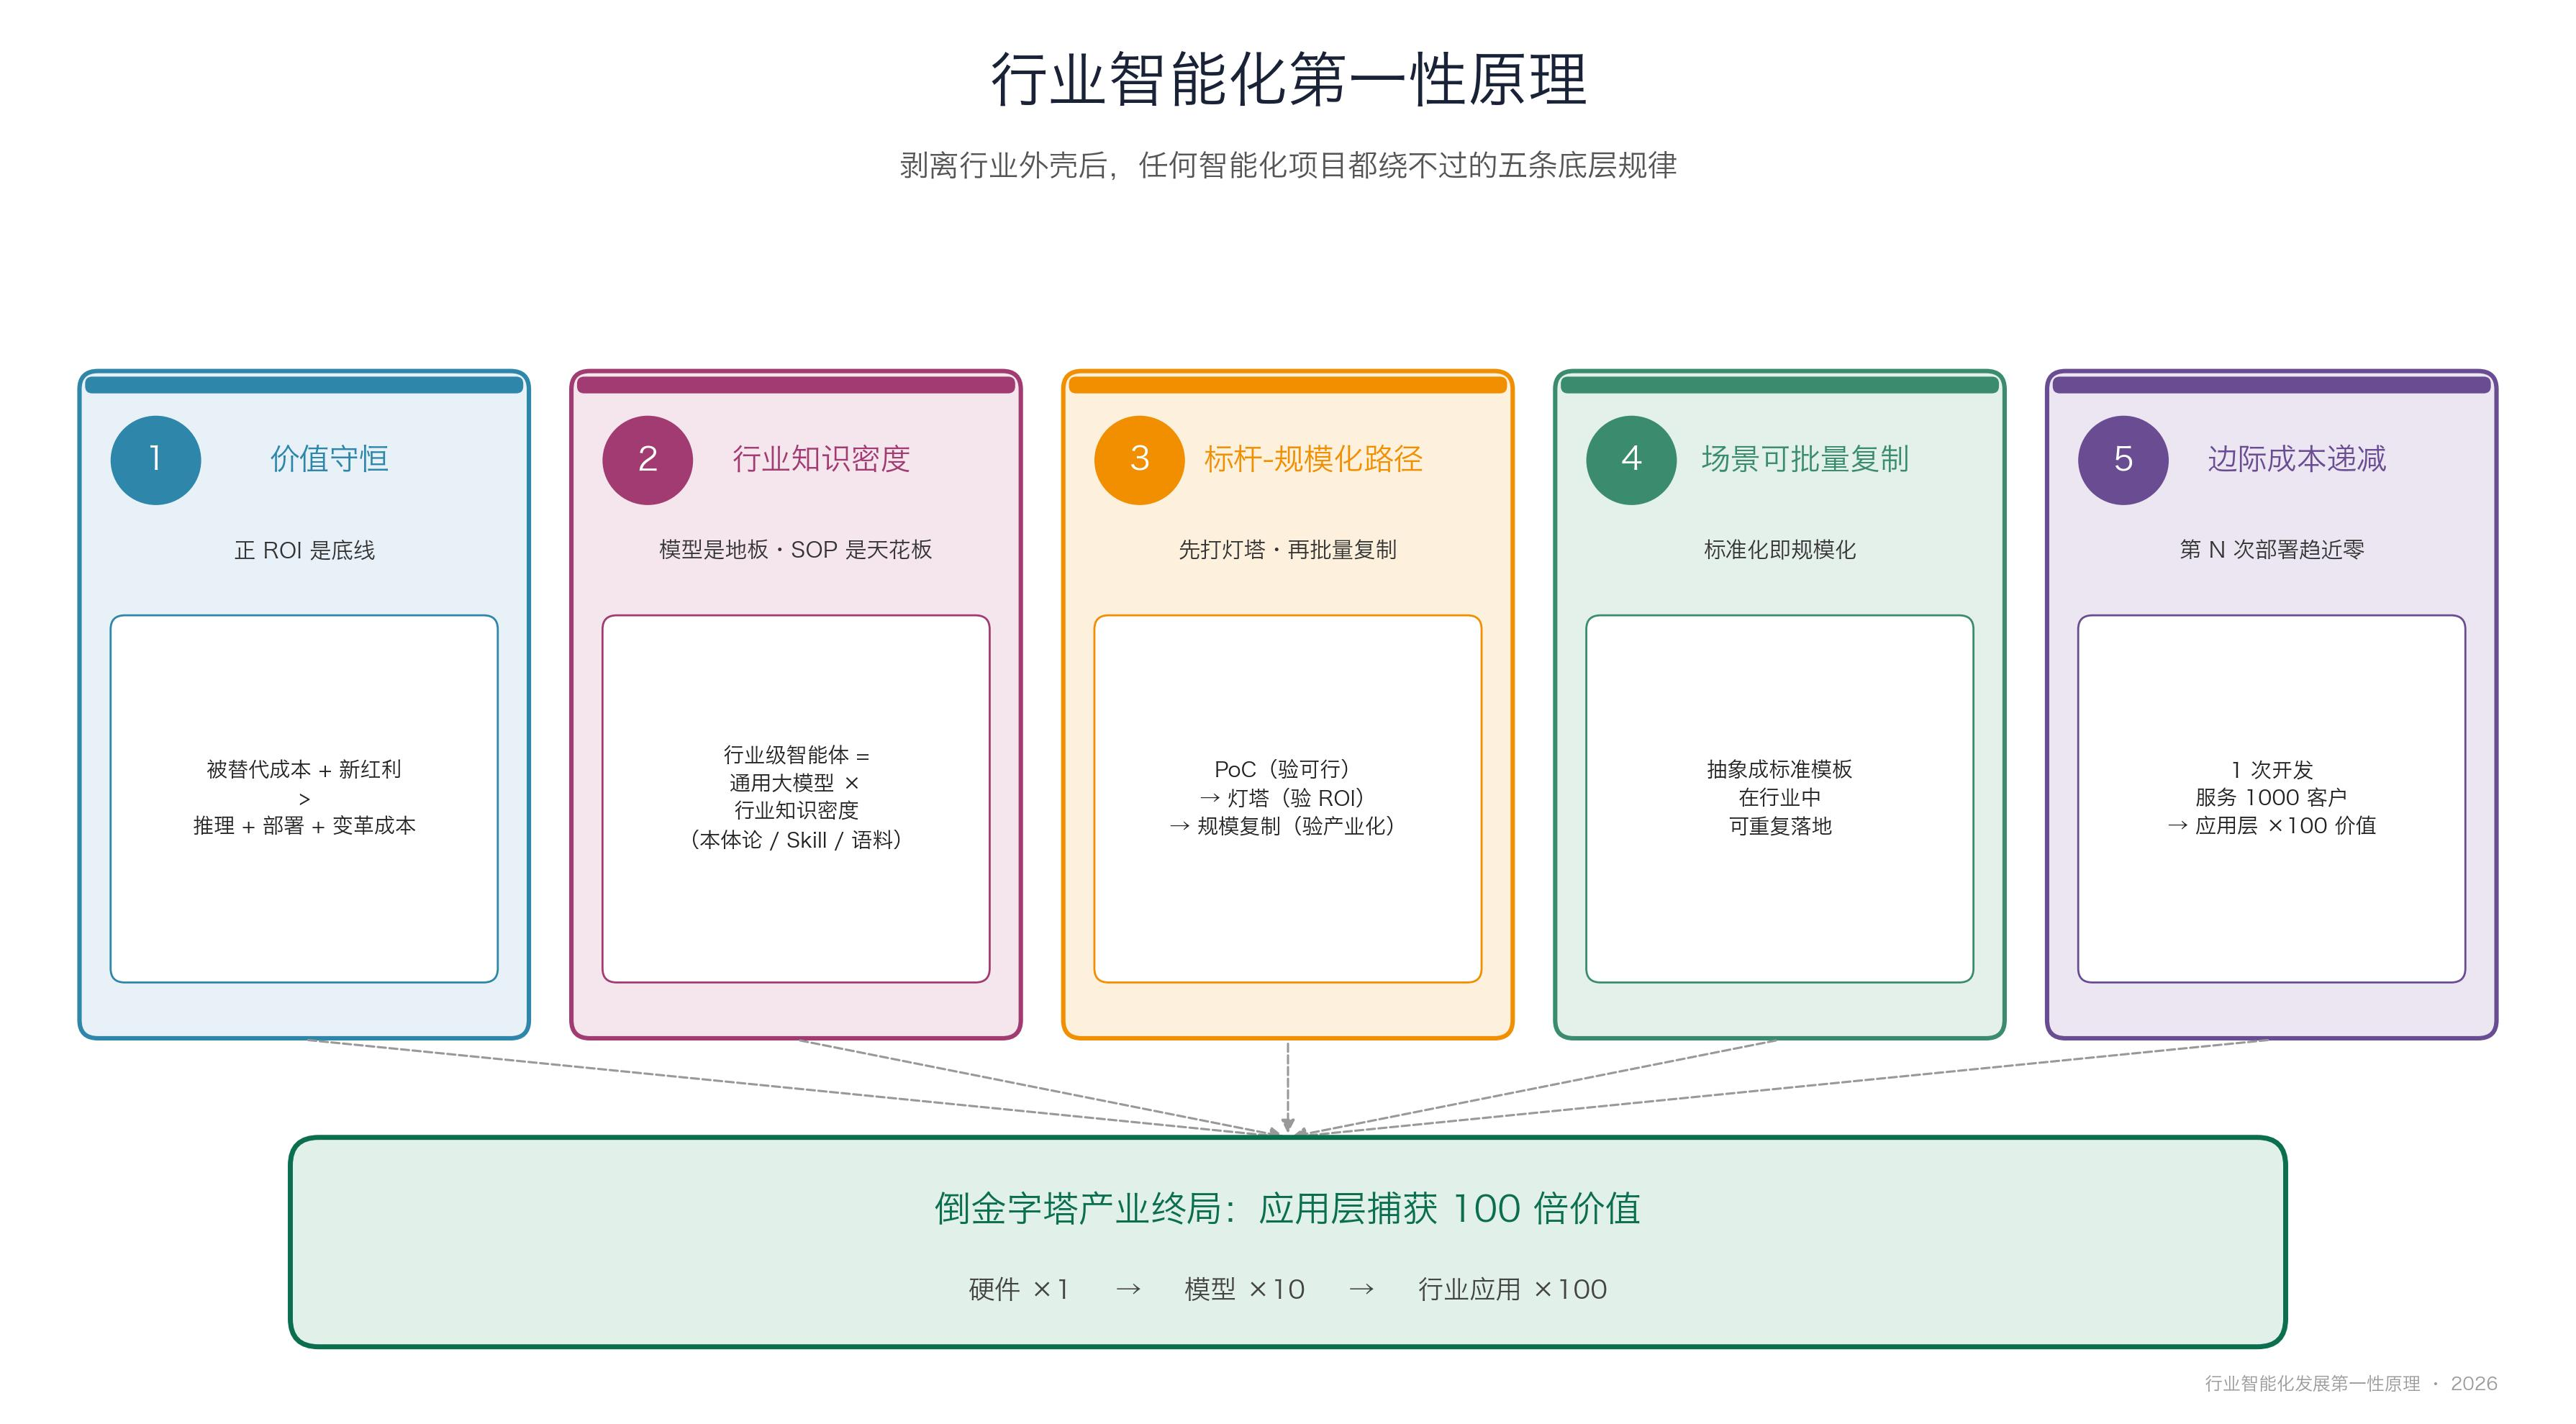 行业智能化第一性原理
剥离行业外壳后，任何智能化项目都绕不过的五条底层规律
1
价值守恒
正 ROI 是底线
被替代成本 + 新红利
>
推理 + 部署 + 变革成本
2
行业知识密度
模型是地板・SOP 是天花板
行业级智能体 =
通用大模型 ×
行业知识密度
（本体论 / Skill / 语料）
3
标杆-规模化路径
先打灯塔・再批量复制
PoC（验可行）
→ 灯塔（验 ROI）
→ 规模复制（验产业化）
4
场景可批量复制
标准化即规模化
抽象成标准模板
在行业中
可重复落地
5
边际成本递减
第 N 次部署趋近零
1 次开发
服务 1000 客户
→ 应用层 ×100 价值
倒金字塔产业终局：应用层捕获 100 倍价值
硬件 ×1 → 模型 ×10 → 行业应用 ×100
行业智能化发展第一性原理 ・ 2026